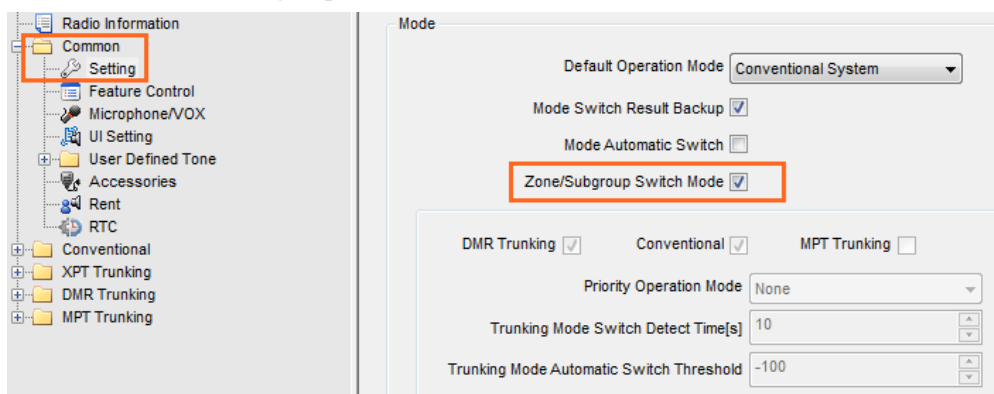 Radio Information
Common
Setting
Feature Control
Microphone/VOX
UI Setting
User Defined Tone
Accessories
Rent
RTC
Conventional
XPT Trunking
DMR Trunking
MPT Trunking
Mode
Default Operation Mode Conventional System
Mode Switch Result Backup
Mode Automatic Switch
Zone/Subgroup Switch Mode
DMR Trunking Conventional MPT Trunking
Priority Operation Mode None
Trunking Mode Switch Detect Time[s] 10
Trunking Mode Automatic Switch Threshold -100